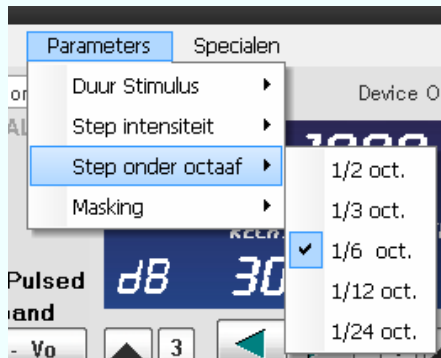 Parameters Specialen
Duur Stimulus
Device O
Step intensiteit
Step onder octaaf
1/2 oct.
Masking
1/3 oct.
1/6 oct.
Pulsed
dB 30
1/12 oct.
and
- Vo
3
1/24 oct.